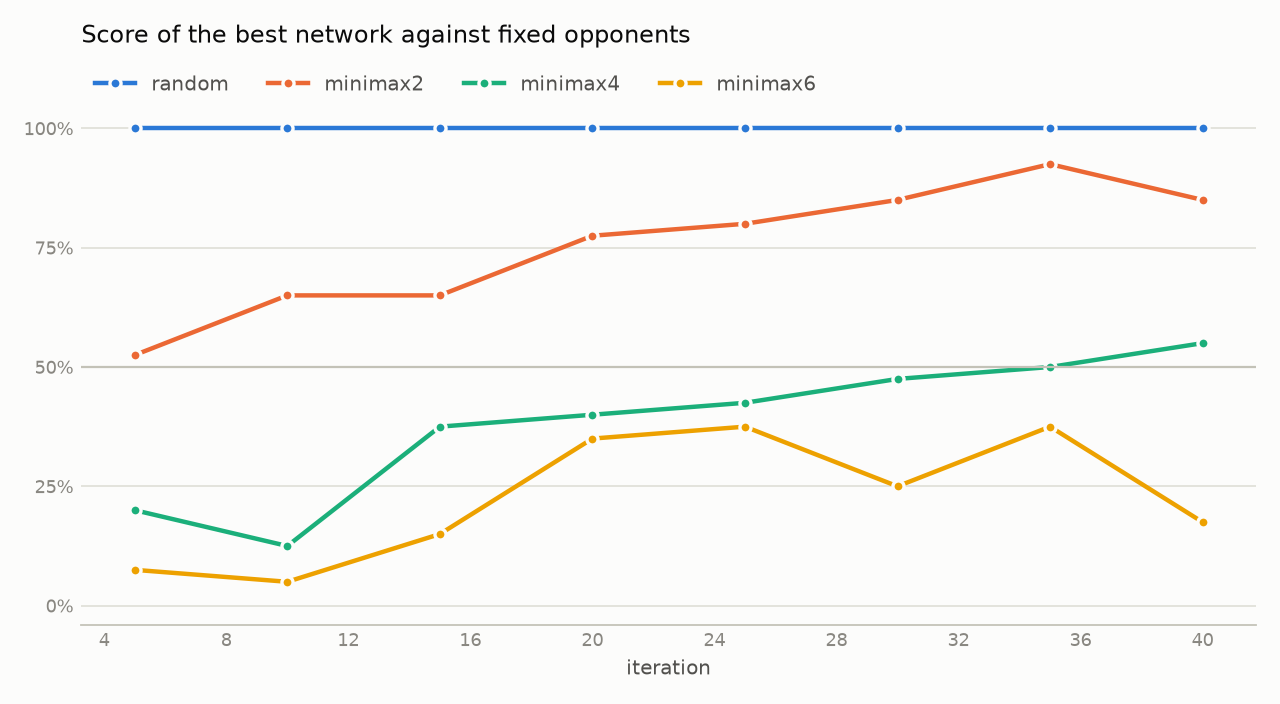 Score of the best network against fixed opponents
random minimax2 minimax4 minimax6
100%
75%
50%
25%
0%
4 8 12 16 20 24 28 32 36 40
iteration